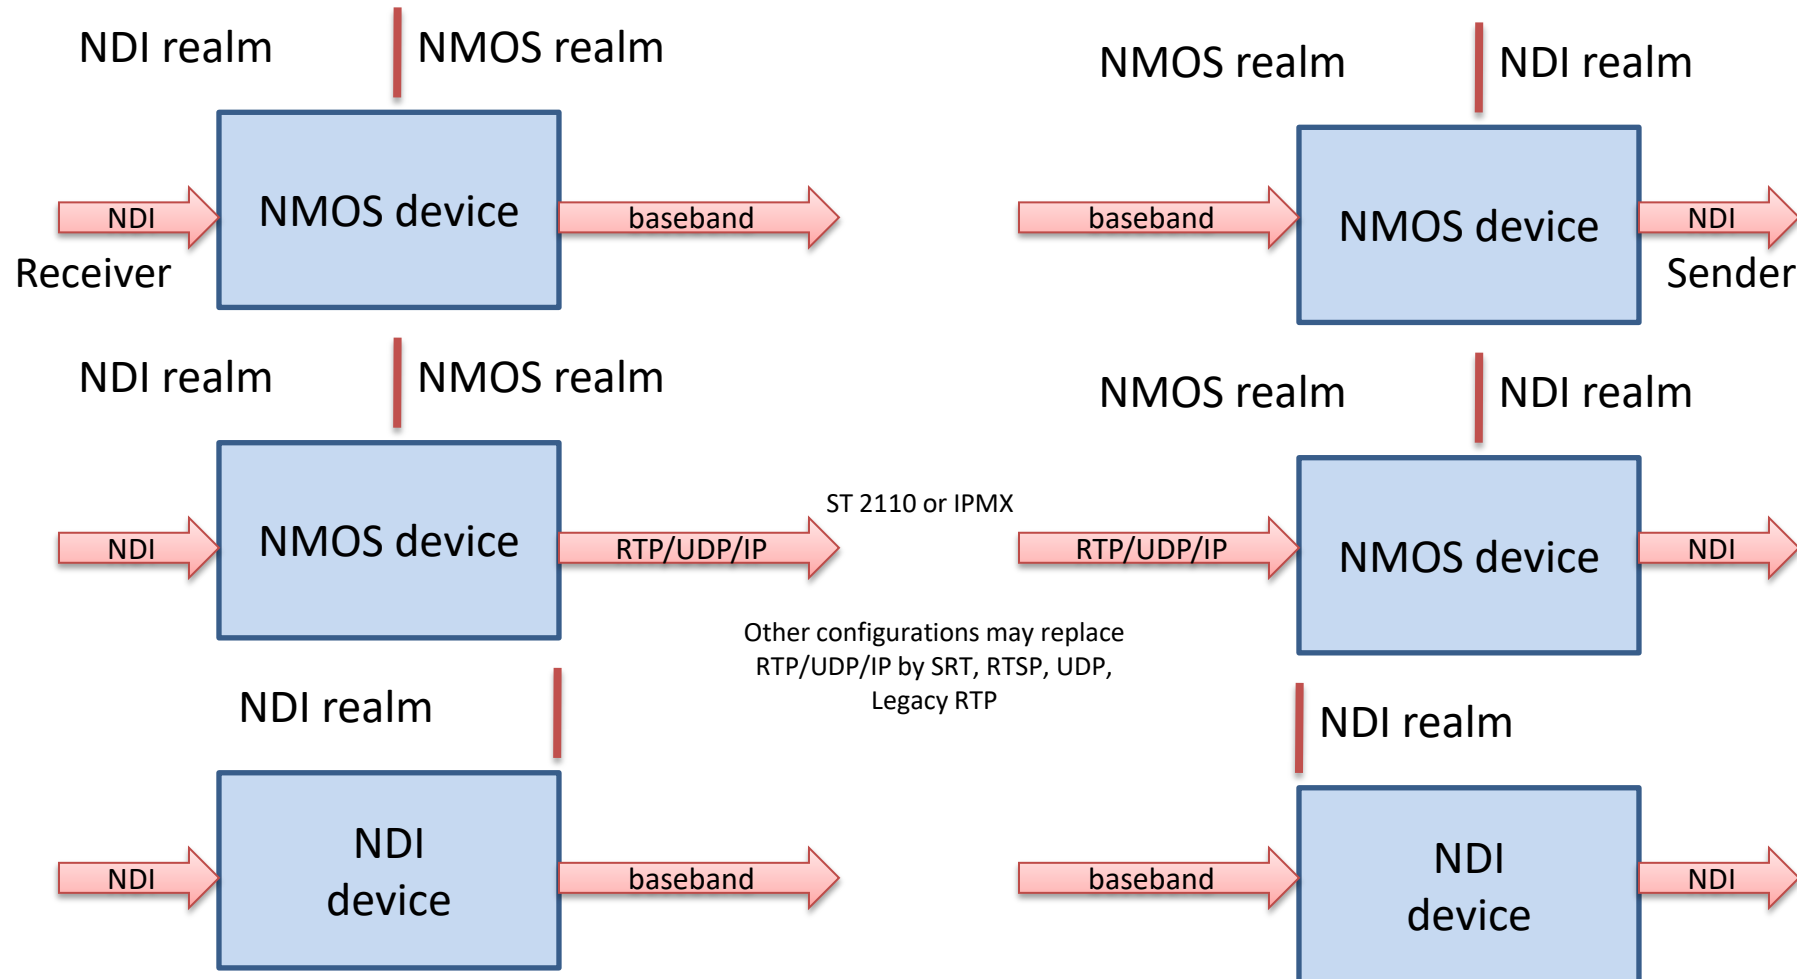 NDI realm
NMOS realm
NMOS realm
NDI realm
NDI
NMOS device
baseband
baseband
NMOS device
NDI
Receiver
Sender
NDI realm
NMOS realm
NMOS realm
NDI realm
ST 2110 or IPMX
NDI
NMOS device
RTP/UDP/IP
RTP/UDP/IP
NMOS device
NDI
Other configurations may replace
RTP/UDP/IP by SRT, RTSP, UDP,
Legacy RTP
NDI realm
NDI realm
NDI
NDI
device
baseband
baseband
NDI
device
NDI